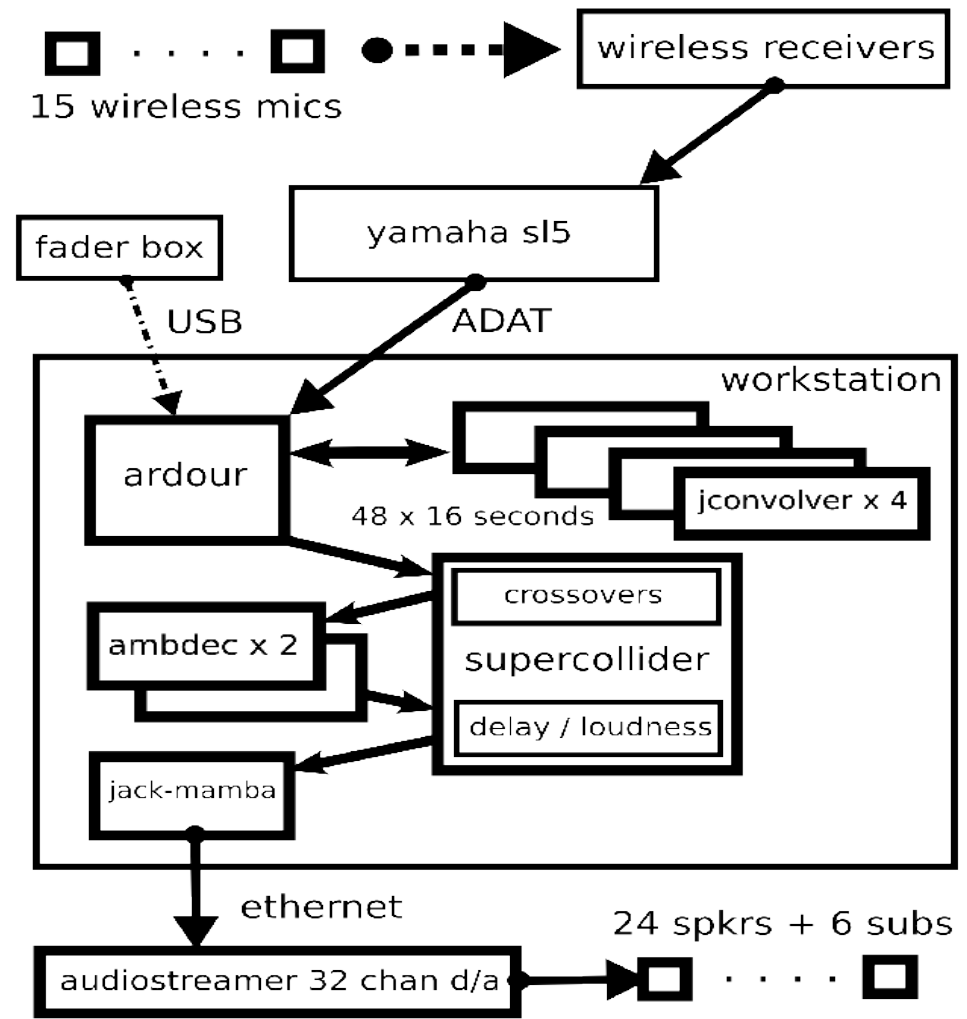 wireless receivers
15 wireless mics
yamaha sl5
fader box
USB
ADAT
workstation
ardour
jconvolver x 4
48 x 16 seconds
crossovers
ambdec x 2
supercollider
delay / loudness
jack-mamba
ethernet
24 spkrs + 6 subs
audiostreamer 32 chan d/a